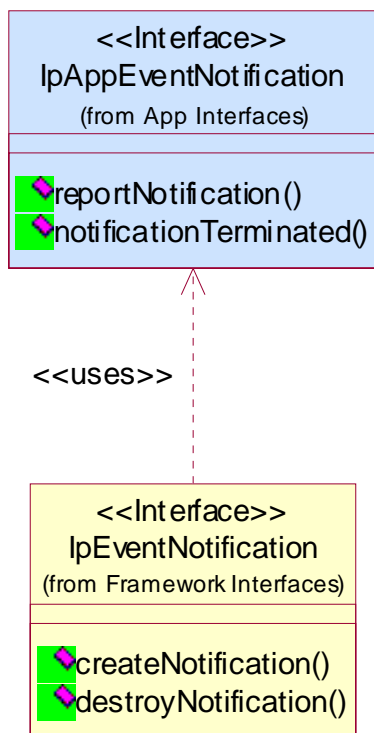 <<Interface>>
IpAppEventNotification
(from App Interfaces)
reportNotification()
notificationTerminated()
<<uses>>
<<Interface>>
IpEventNotification
(from Framework Interfaces)
createNotification()
destroyNotification()